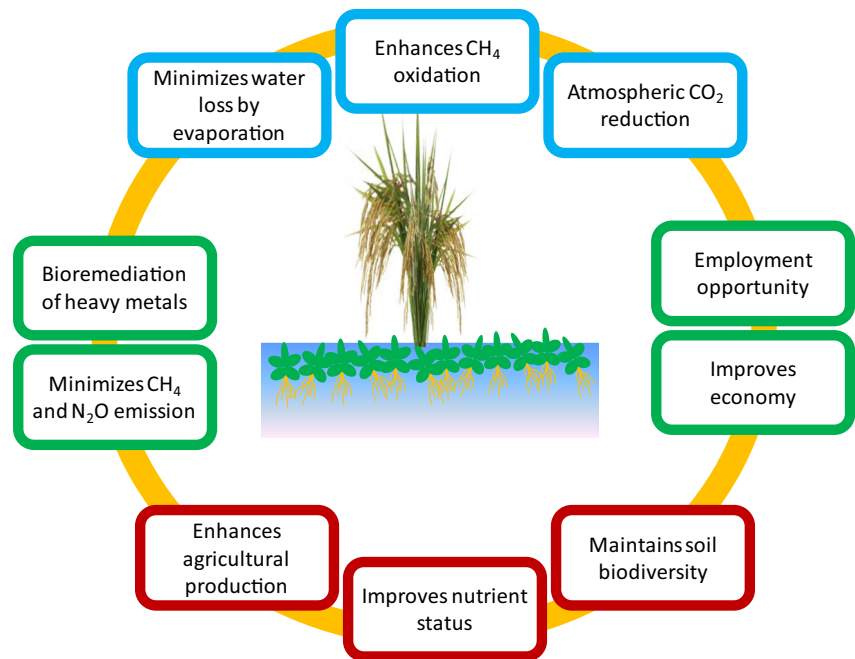 Enhances CH₄
oxidation
Minimizes water
loss by
evaporation
Atmospheric CO₂
reduction
Bioremediation
of heavy metals
Employment
opportunity
Minimizes CH₄
and N₂O emission
Improves
economy
Enhances
agricultural
production
Maintains soil
biodiversity
Improves nutrient
status